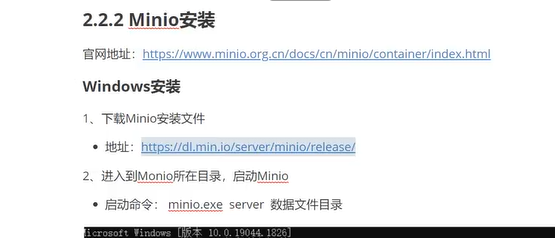 2.2.2 Minio安装
官网地址：https://www.minio.org.cn/docs/cn/minio/container/index.html
Windows安装
1、下载Minio安装文件
• 地址：https://dl.min.io/server/minio/release/
2、进入到Monio所在目录，启动Minio
• 启动命令： minio.exe server 数据文件目录
Microsoft Windows [版本 10.0.19044.1826]